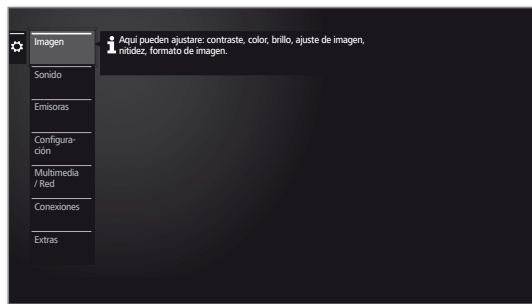 Imagen
Aquí pueden ajustar: contraste, color, brillo, ajuste de imagen,
nitidez, formato de imagen.
Sonido
Emisoras
Configura-
ción
Multimedia
/ Red
Conexiones
Extras